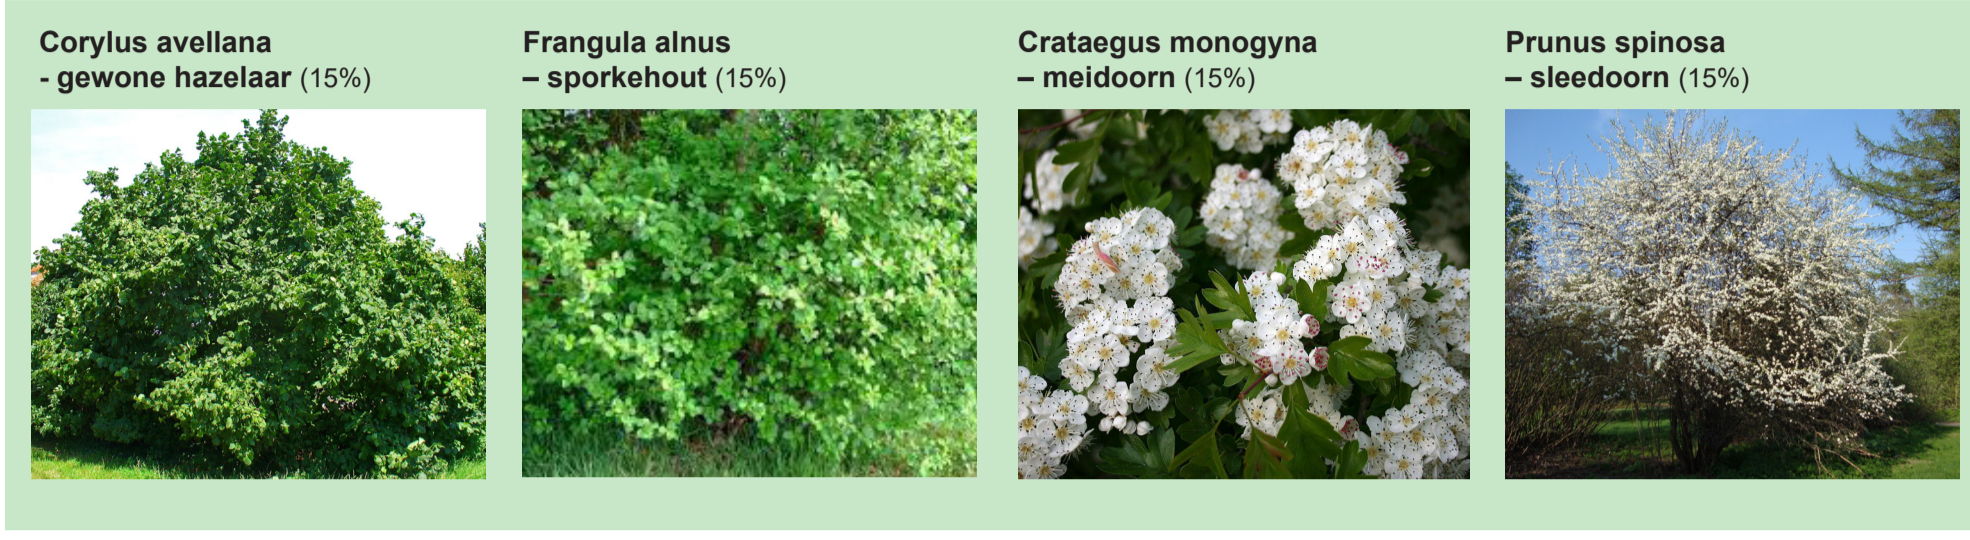 Corylus avellana
- gewone hazelaar (15%)
Frangula alnus
– sporkehout (15%)
Crataegus monogyna
– meidoorn (15%)
Prunus spinosa
– sleedoorn (15%)